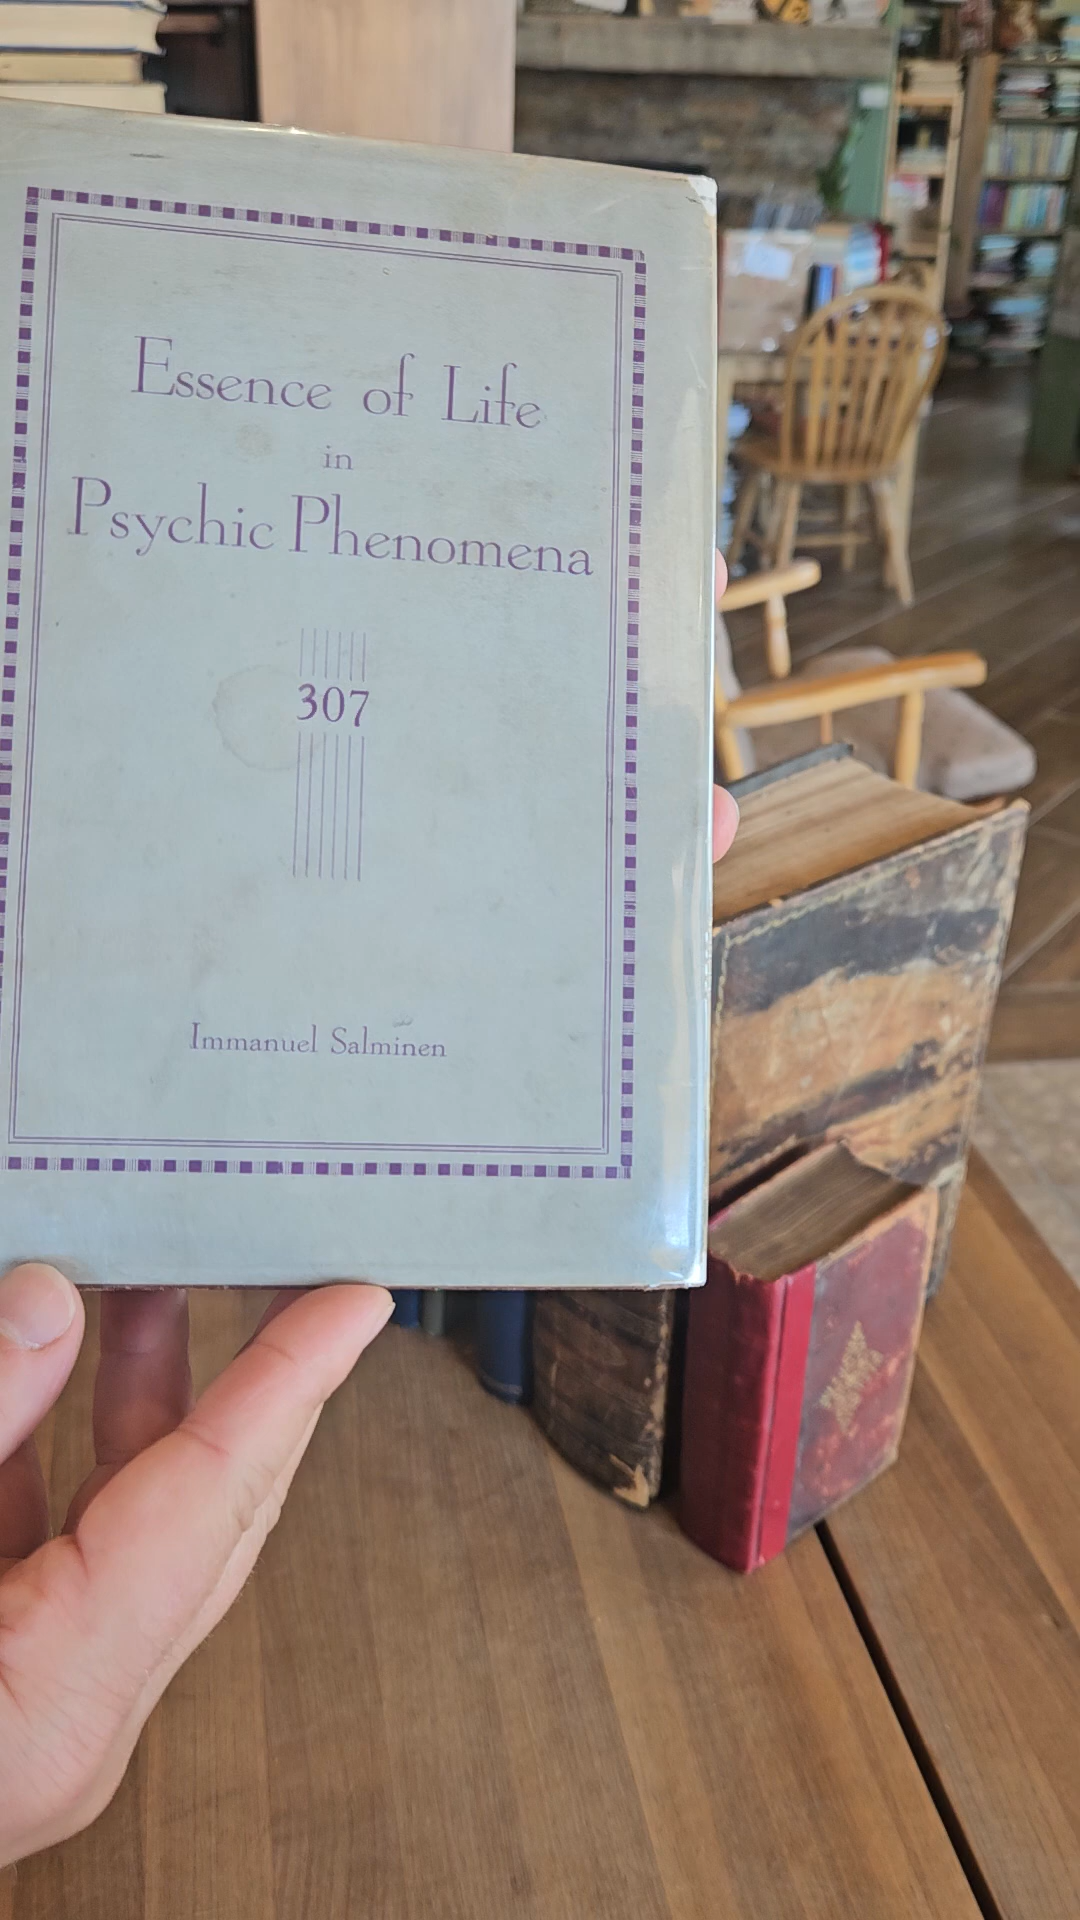 Essence of Life
in
Psychic Phenomena
307
Immanuel Salminen